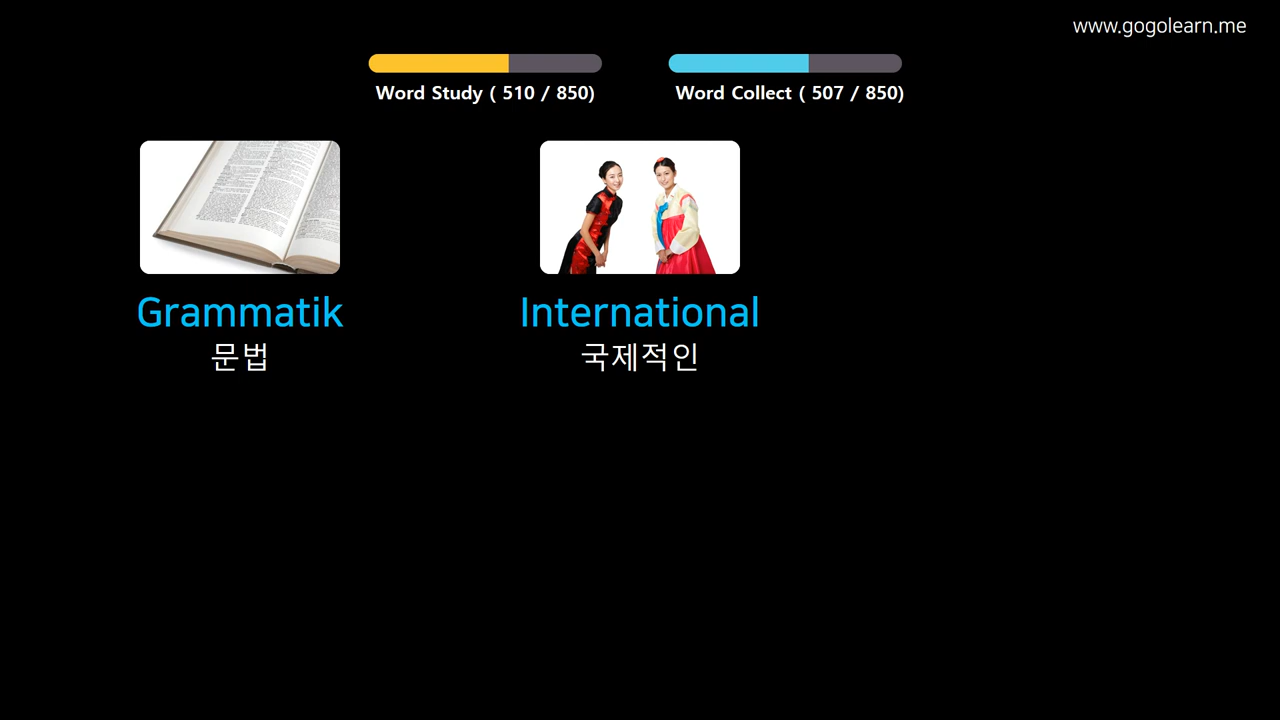 www.gogolearn.me
Word Study ( 510 / 850)
Word Collect ( 507 / 850)
Grammatik
문법
International
국제적인